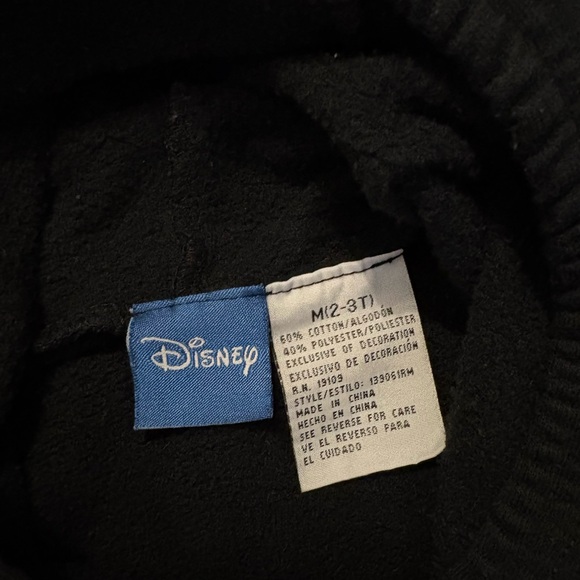 Disney
M(2-3T)
60% COTTON/ALGODÓN
40% POLYESTER/POLIESTER
EXCLUSIVE OF DECORATION
EXCLUSIVO DE DECORACIÓN
R.N. 19109
STYLE/ESTILO: 139061RM
MADE IN CHINA
HECHO EN CHINA
SEE REVERSE FOR CARE
VE EL REVERSO PARA
EL CUIDADO